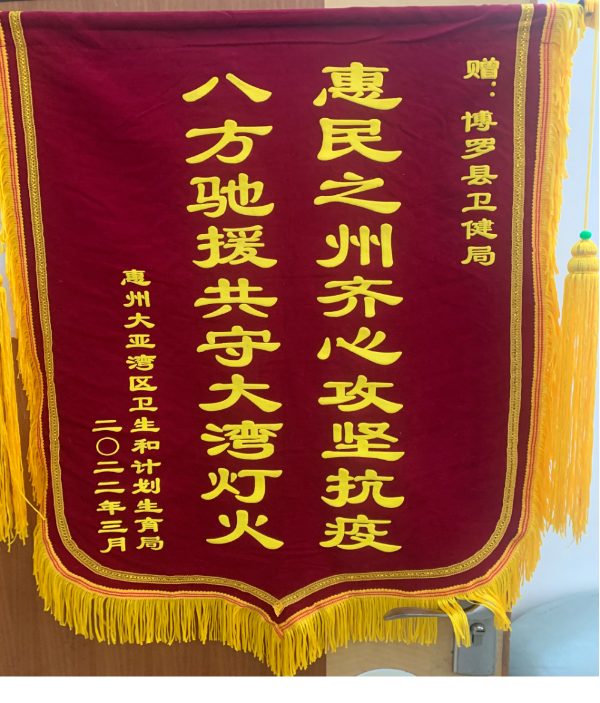 赠：博罗县卫健局
惠民之州齐心攻坚抗疫
八方驰援共守大湾灯火
惠州大亚湾区卫生和计划生育局
二〇二二年三月